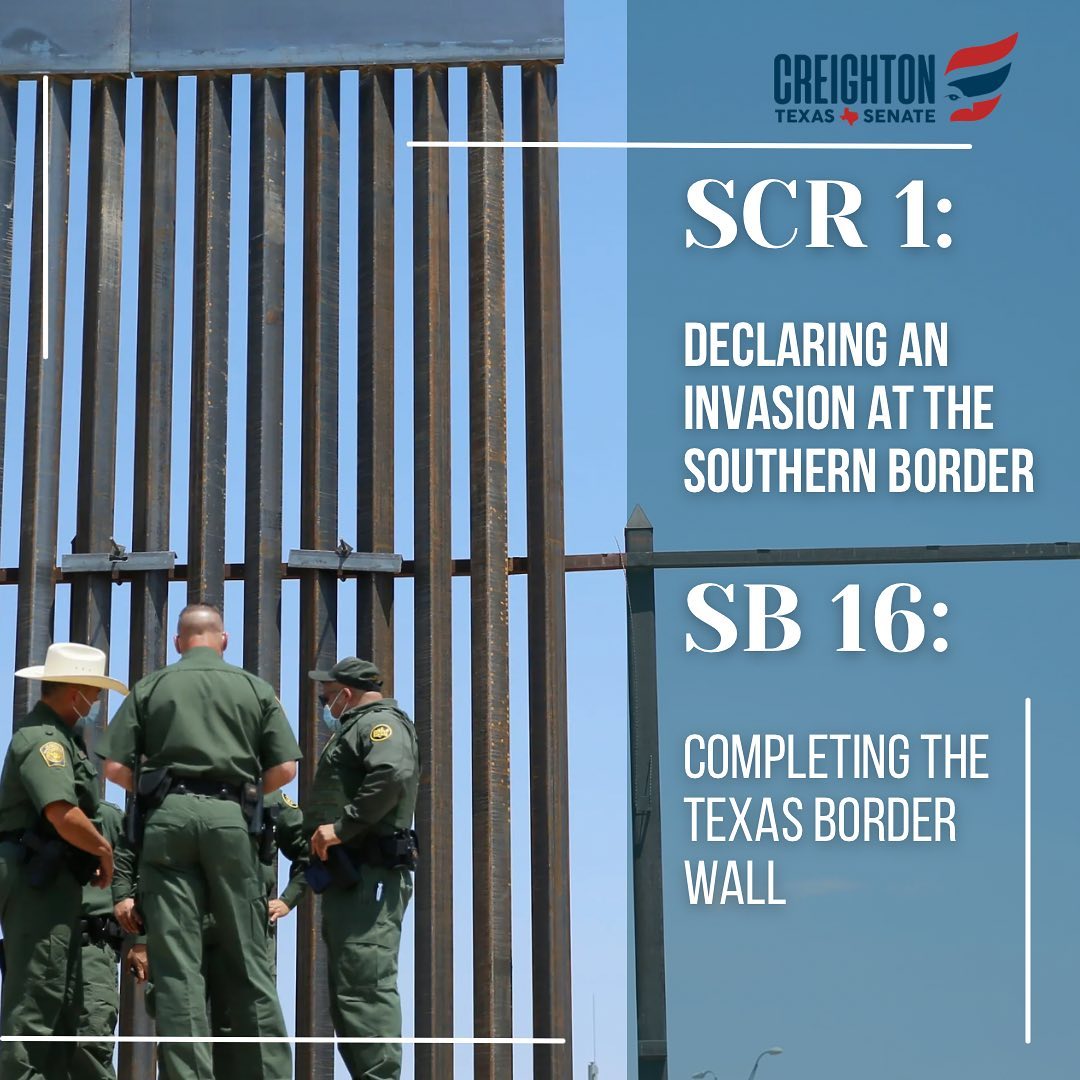 CREIGHTON
TEXAS SENATE
SCR 1:
DECLARING AN
INVASION AT THE
SOUTHERN BORDER
SB 16:
COMPLETING THE
TEXAS BORDER
WALL